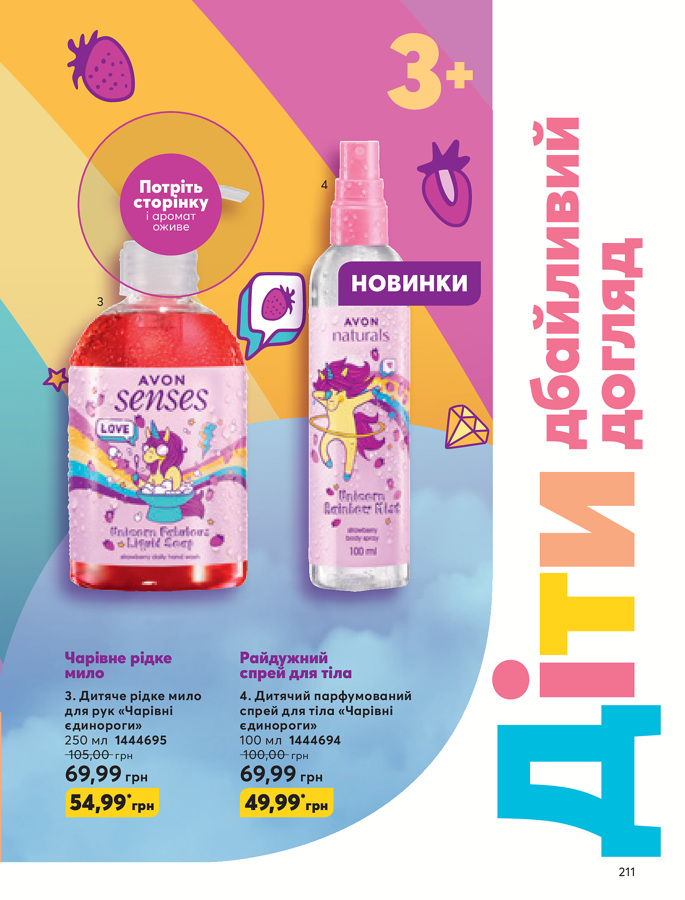 3+
Потріть
сторінку
і аромат
оживе
4
НОВИНКИ
3
AVON
senses
LOVE
Unicorn Fabulous
Liquid Soap
strawberry daily hand wash
AVON
naturals
Unicorn
Rainbow Mist
strawberry
body spray
100 ml
Чарівне рідке
мило
3. Дитяче рідке мило
для рук «Чарівні
єдинороги»
250 мл 1444695
105,00 грн
69,99 грн
54,99* грн
Райдужний
спрей для тіла
4. Дитячий парфумований
спрей для тіла «Чарівні
єдинороги»
100 мл 1444694
100,00 грн
69,99 грн
49,99* грн
Діти
дбайливий
догляд
211